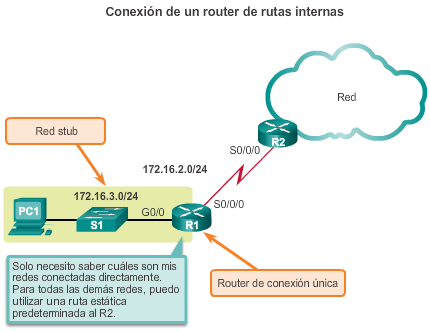 Conexión de un router de rutas internas
Red
Red stub
R2
S0/0/0
172.16.2.0/24
172.16.3.0/24
S0/0/0
PC1
G0/0
S1
R1
Solo necesito saber cuáles son mis
redes conectadas directamente.
Para todas las demás redes, puedo
utilizar una ruta estática
predeterminada al R2.
Router de conexión única